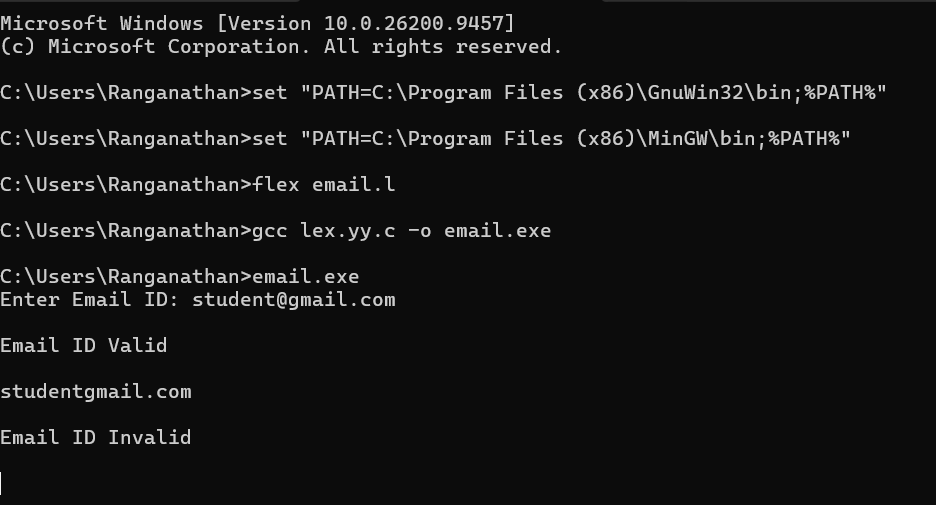 Microsoft Windows [Version 10.0.26200.9457]
(c) Microsoft Corporation. All rights reserved.
C:\Users\Ranganathan>set "PATH=C:\Program Files (x86)\GnuWin32\bin;%PATH%"
C:\Users\Ranganathan>set "PATH=C:\Program Files (x86)\MinGW\bin;%PATH%"
C:\Users\Ranganathan>flex email.l
C:\Users\Ranganathan>gcc lex.yy.c -o email.exe
C:\Users\Ranganathan>email.exe
Enter Email ID: student@gmail.com
Email ID Valid
studentgmail.com
Email ID Invalid